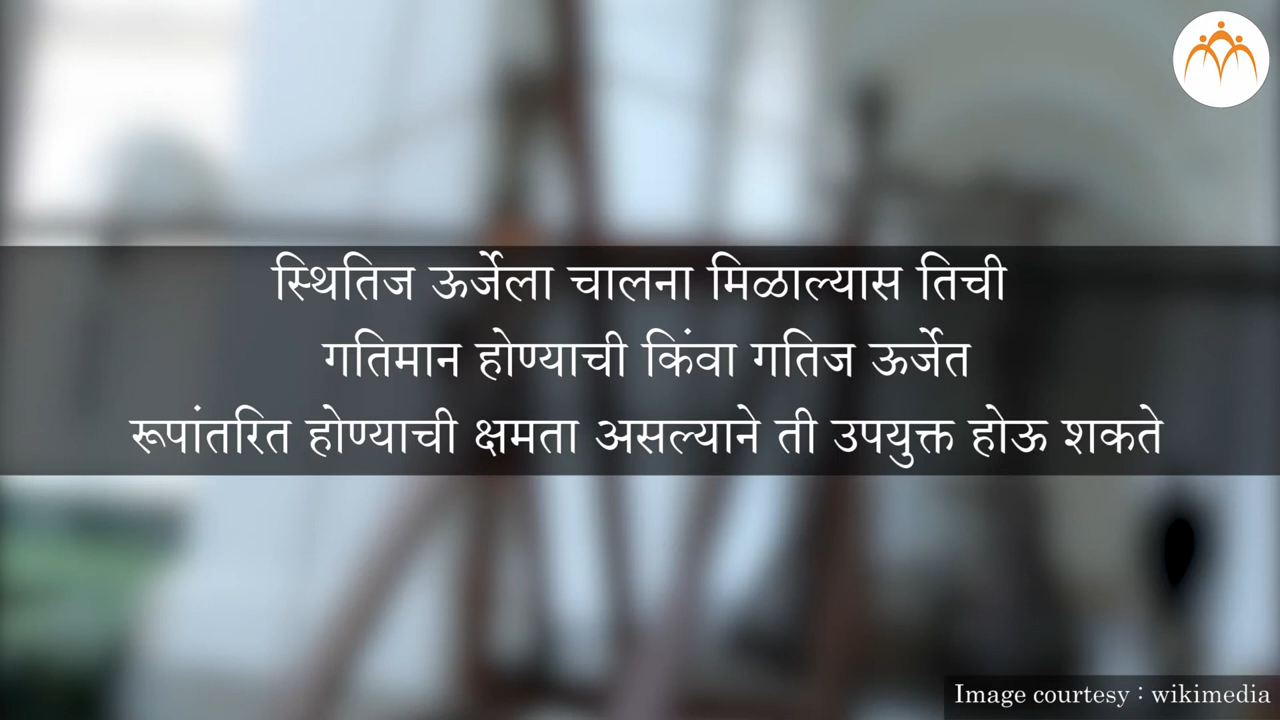 स्थितिज ऊर्जेला चालना मिळाल्यास तिची
गतिमान होण्याची किंवा गतिज ऊर्जेत
रूपांतरित होण्याची क्षमता असल्याने ती उपयुक्त होऊ शकते
Image courtesy : wikimedia